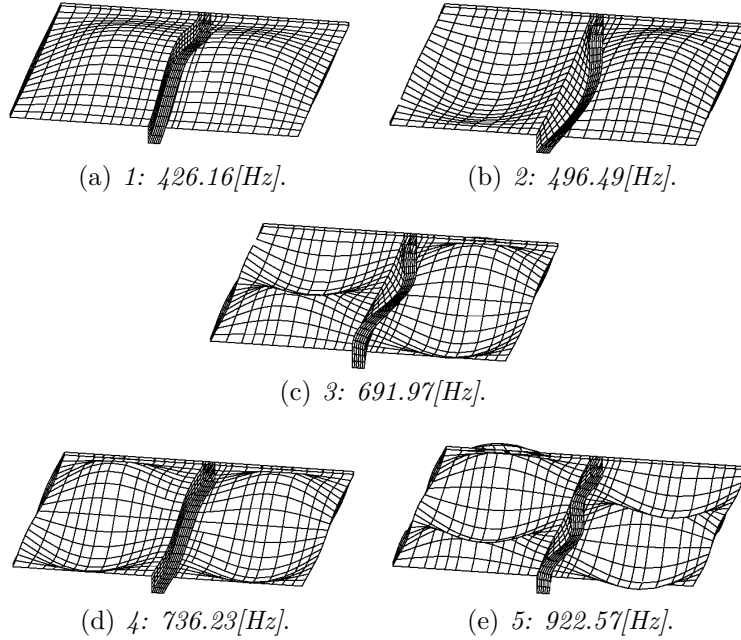 (a) 1: 426.16[Hz].
(b) 2: 496.49[Hz].
(c) 3: 691.97[Hz].
(d) 4: 736.23[Hz].
(e) 5: 922.57[Hz].